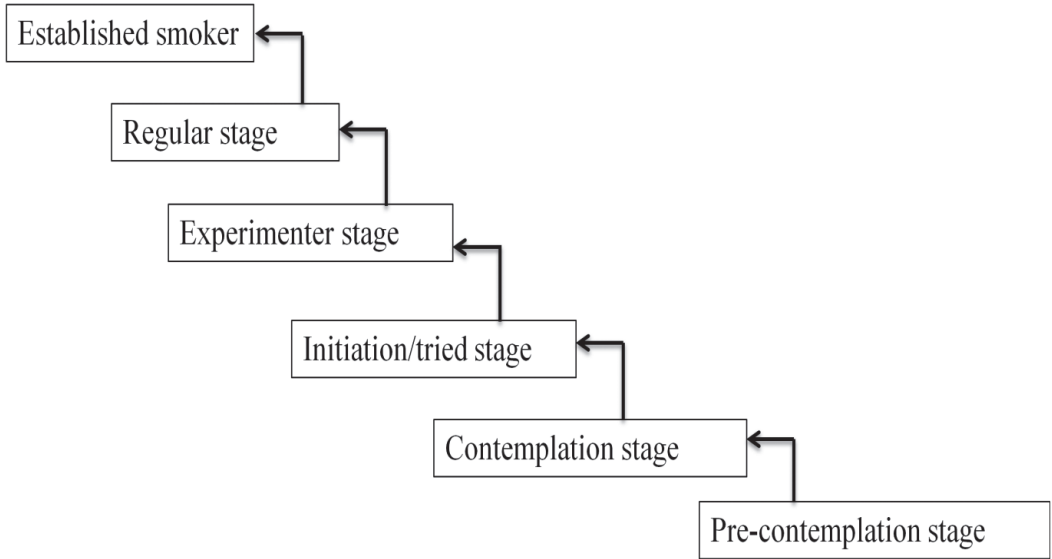 Established smoker
Regular stage
Experimenter stage
Initiation/tried stage
Contemplation stage
Pre-contemplation stage